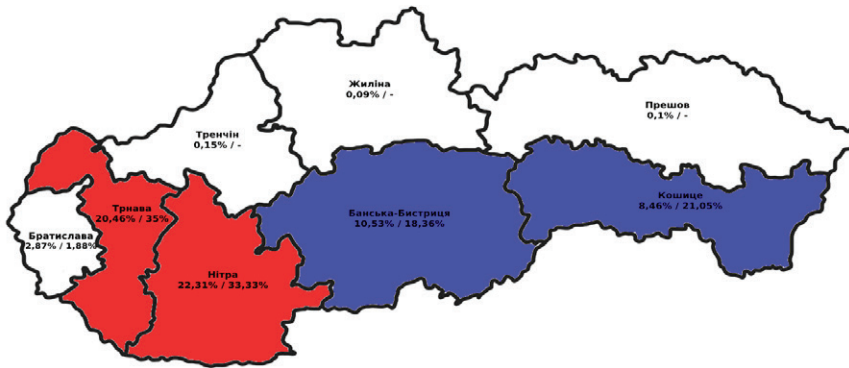 Жиліна
0,09% / -
Прешов
0,1% / -
Тренчін
0,15% / -
Кошице
8,46% / 21,05%
Трнава
20,46% / 35%
Банська-Бистриця
10,53% / 18,36%
Братислава
2,87% / 1,88%
Нітра
22,31% / 33,33%